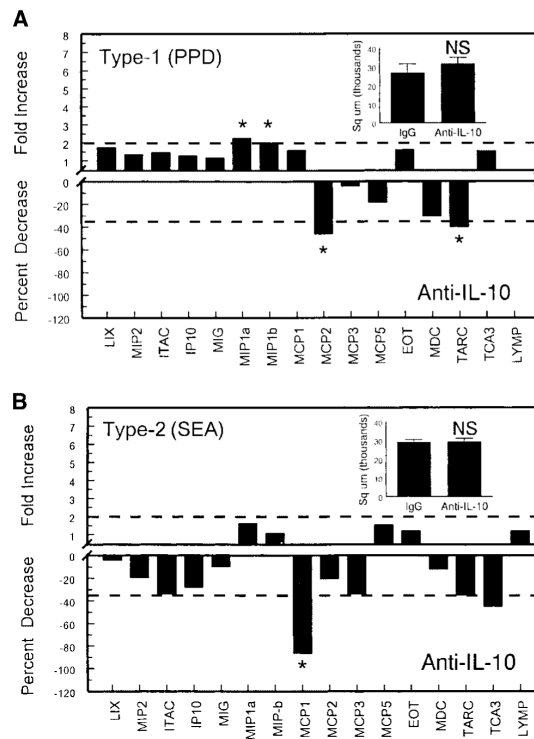 A
Type-1 (PPD)
Fold Increase
8
7
6
5
4
3
2
1
Percent Decrease
0
-20
-40
-60
-80
-100
-120
* *
*
*
Anti-IL-10
Sq um (thousands)
40
30
20
10
0
NS
IgG Anti-IL-10
LIX MIP2 ITAC IP10 MIG MIP1a MIP1b MCP1 MCP2 MCP3 MCP5 EOT MDC TARC TCA3 LYMP
B
Type-2 (SEA)
Fold Increase
8
7
6
5
4
3
2
1
Percent Decrease
0
-20
-40
-60
-80
-100
-120
*
Anti-IL-10
Sq um (thousands)
40
30
20
10
0
NS
IgG Anti-IL-10
LIX MIP2 ITAC IP10 MIG MIP1a MIP-b MCP1 MCP2 MCP3 MCP5 EOT MDC TARC TCA3 LYMP